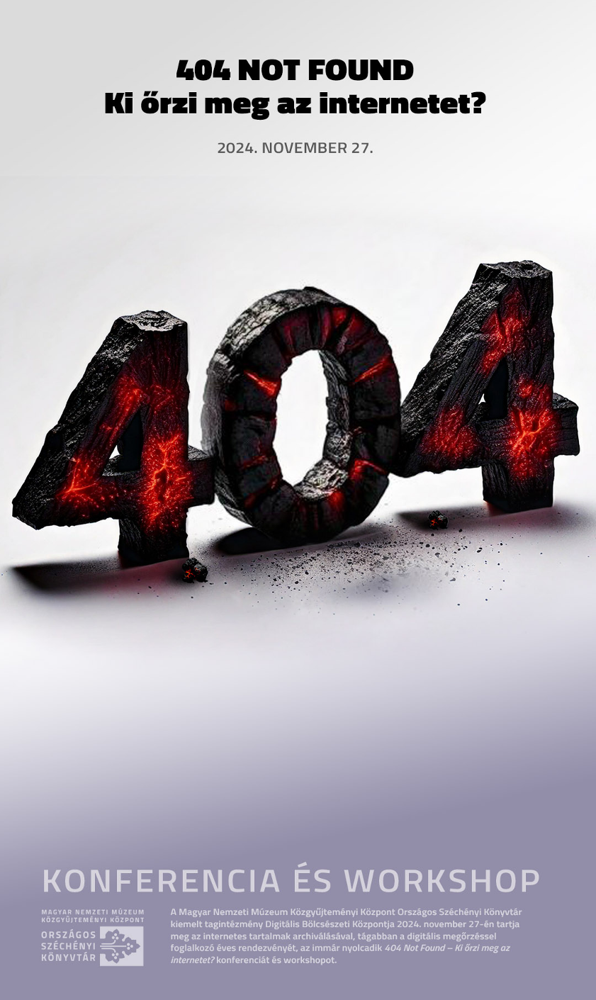 404 NOT FOUND
Ki őrzi meg az internetet?
2024. NOVEMBER 27.
404
KONFERENCIA ÉS WORKSHOP
MAGYAR NEMZETI MÚZEUM
KÖZGYŰJTEMÉNYI KÖZPONT
ORSZÁGOS
SZÉCHÉNYI
KÖNYVTÁR
A Magyar Nemzeti Múzeum Közgyűjteményi Központ Országos Széchényi Könyvtár
kiemelt tagintézmény Digitális Bölcsészeti Központja 2024. november 27-én tartja
meg az internetes tartalmak archiválásával, tágabban a digitális megőrzéssel
foglalkozó éves rendezvényét, az immár nyolcadik 404 Not Found – Ki őrzi meg az
internetet? konferenciát és workshopot.